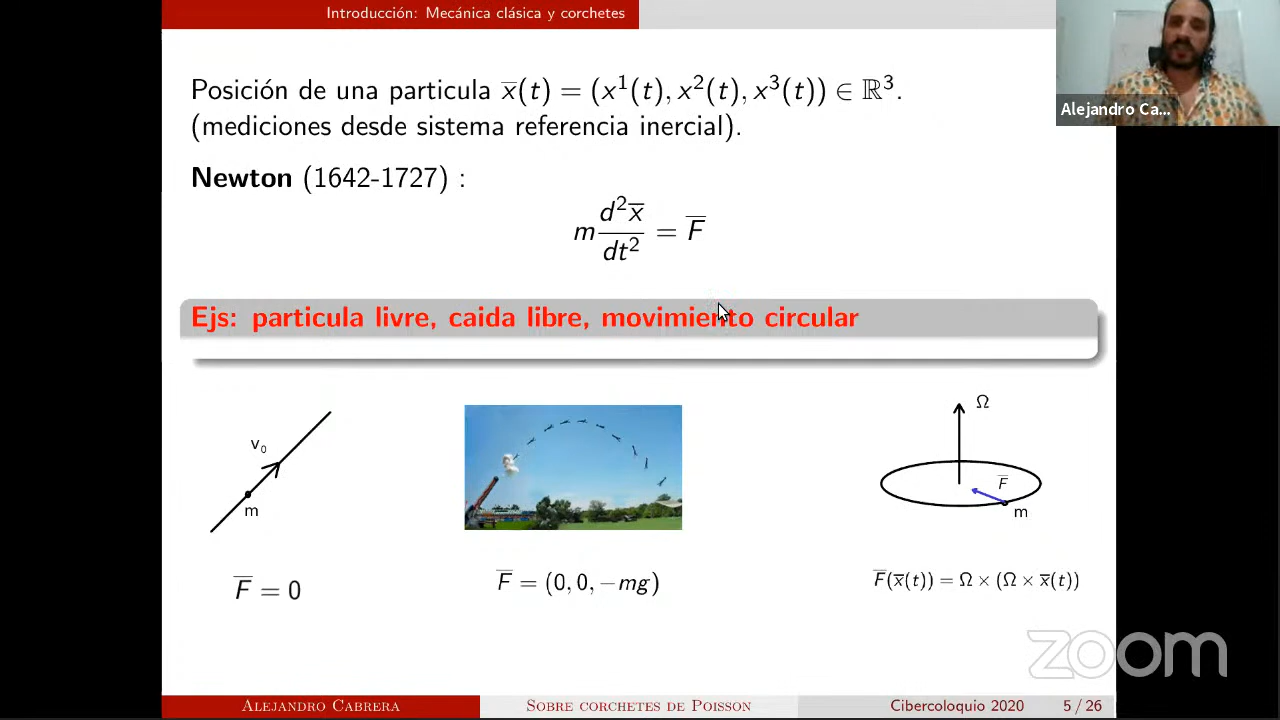 Introducción: Mecánica clásica y corchetes
Alejandro Ca...
Posición de una particula x̅(t) = (x¹(t), x²(t), x³(t)) ∈ ℝ³.
(mediciones desde sistema referencia inercial).
Newton (1642-1727) :
m d²x̅/dt² = F̅
Ejs: particula livre, caida libre, movimiento circular
v₀
m
Ω
F̅
m
F̅ = 0
F̅ = (0, 0, −mg)
F̅(x̅(t)) = Ω × (Ω × x̅(t))
zoom
Alejandro Cabrera
Sobre corchetes de Poisson
Cibercoloquio 2020
5 / 26